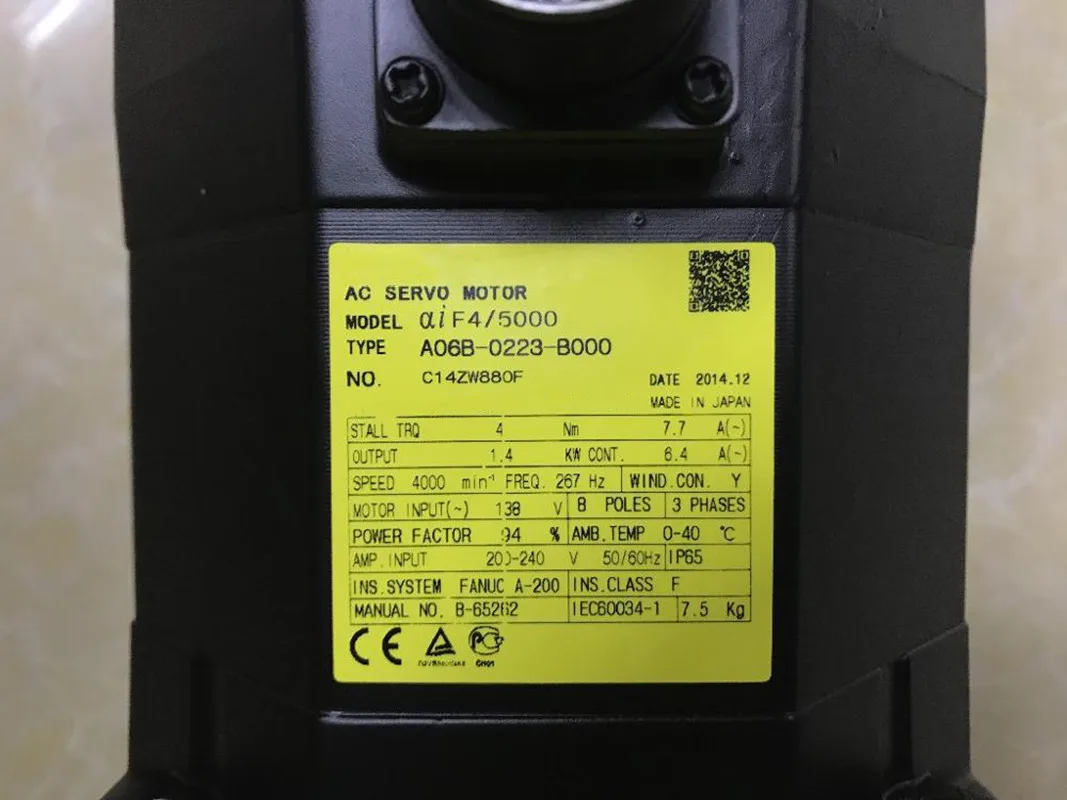 AC SERVO MOTOR
MODEL αiF4/5000
TYPE A06B-0223-B000
NO. C14ZW880F
DATE 2014.12
MADE IN JAPAN
STALL TRQ 4 Nm 7.7 A(~)
OUTPUT 1.4 KW CONT. 6.4 A(~)
SPEED 4000 min⁻¹ FREQ. 267 Hz WIND.CON. Y
MOTOR INPUT(~) 138 V 8 POLES 3 PHASES
POWER FACTOR 94 % AMB.TEMP 0-40 ℃
AMP.INPUT 200-240 V 50/60Hz IP65
INS.SYSTEM FANUC A-200 INS.CLASS F
MANUAL NO. B-65262 IEC60034-1 7.5 Kg
CE